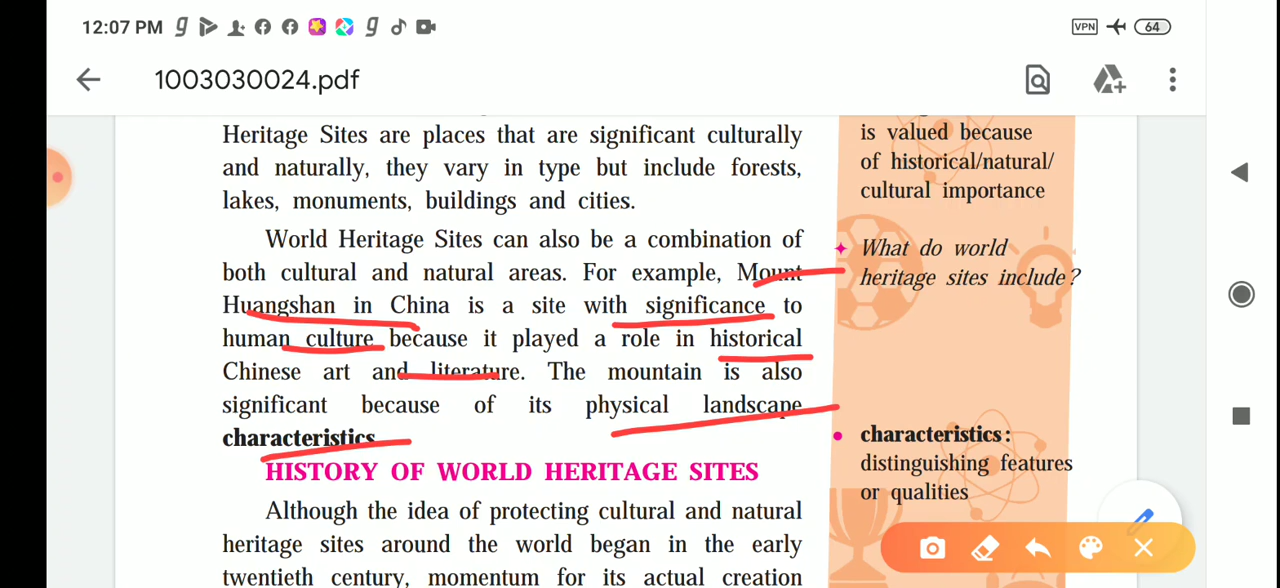 12:07 PM
VPN
64
1003030024.pdf
Heritage Sites are places that are significant culturally
and naturally, they vary in type but include forests,
lakes, monuments, buildings and cities.
World Heritage Sites can also be a combination of
both cultural and natural areas. For example, Mount
Huangshan in China is a site with significance to
human culture because it played a role in historical
Chinese art and literature. The mountain is also
significant because of its physical landscape
characteristics
HISTORY OF WORLD HERITAGE SITES
Although the idea of protecting cultural and natural
heritage sites around the world began in the early
twentieth century, momentum for its actual creation
is valued because
of historical/natural/
cultural importance
What do world
heritage sites include?
characteristics:
distinguishing features
or qualities